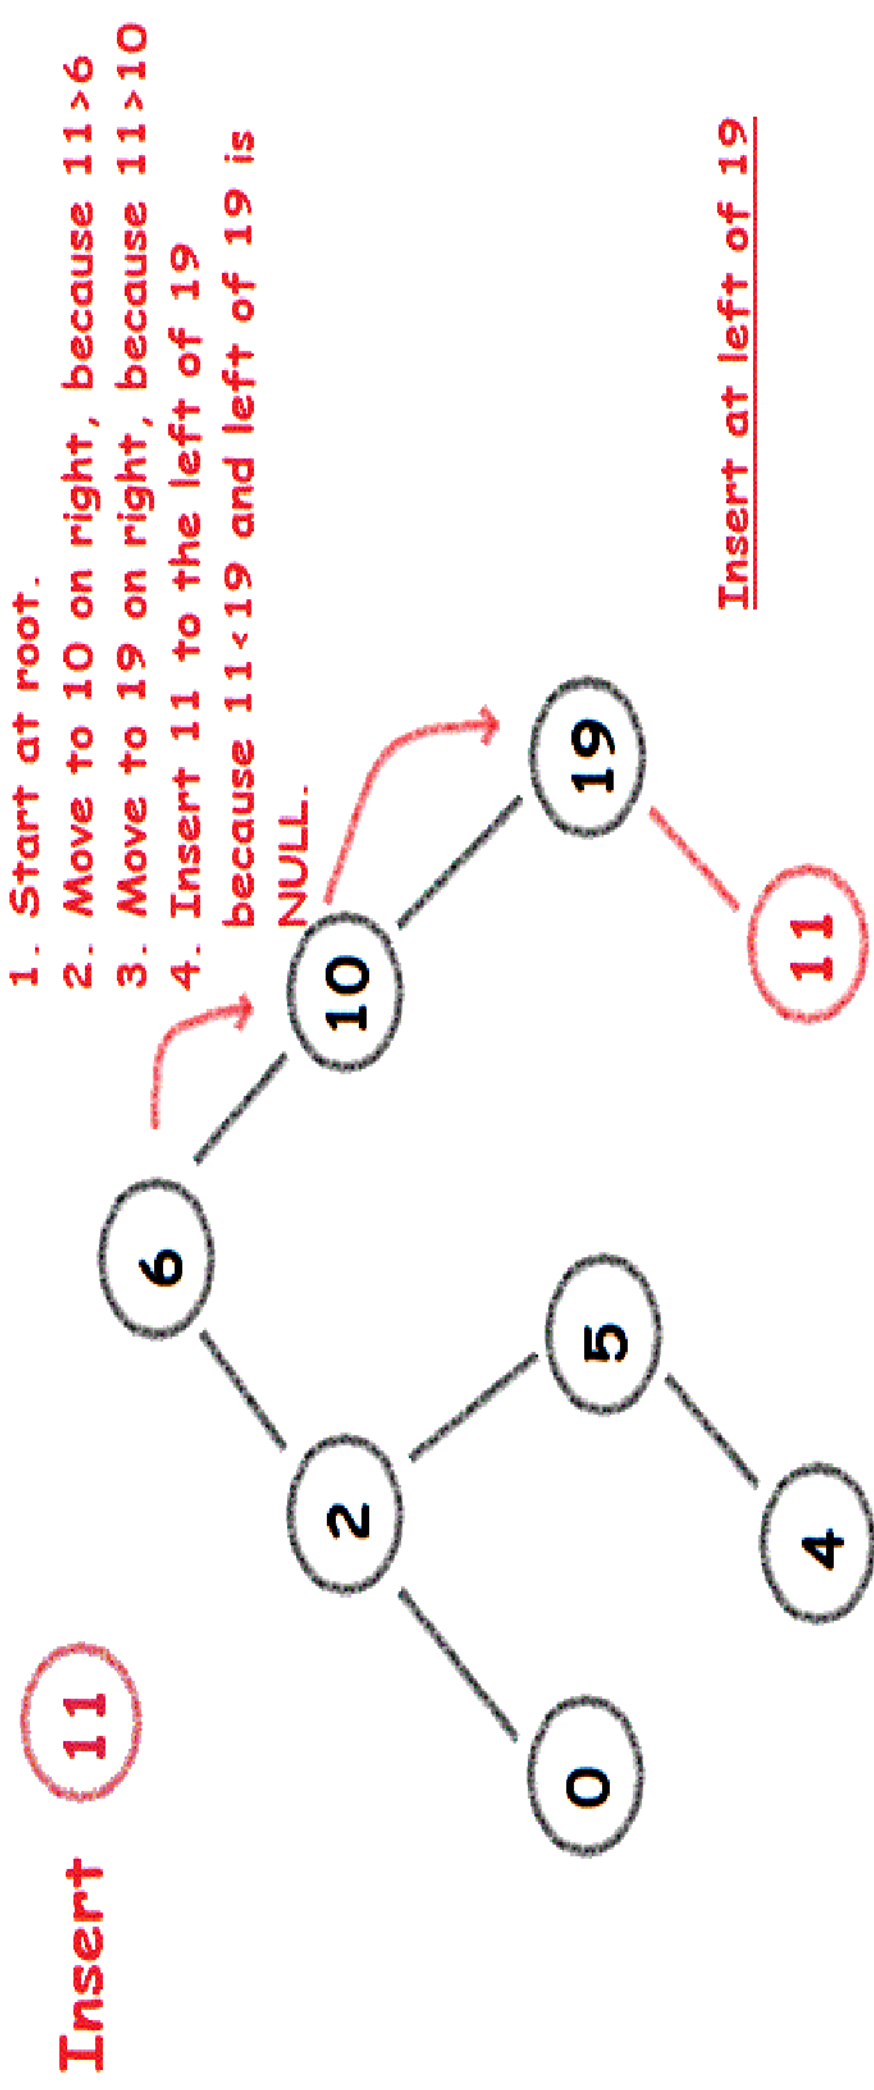 Insert 11
1. Start at root.
2. Move to 10 on right, because 11>6
3. Move to 19 on right, because 11>10
4. Insert 11 to the left of 19
because 11<19 and left of 19 is
NULL.
6
2
10
0
5
19
4
11
Insert at left of 19